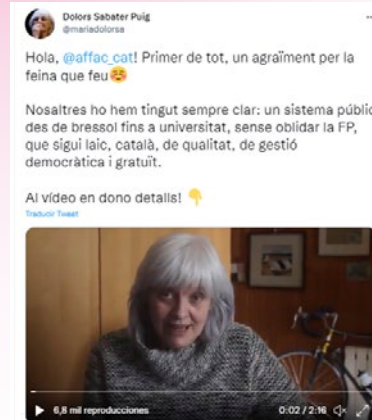 Dolors Sabater Puig
@mariadolorsa
Hola, @affac_cat! Primer de tot, un agraïment per la
feina que feu
Nosaltres ho hem tingut sempre clar: un sistema públic
des de bressol fins a universitat, sense oblidar la FP,
que sigui laic, català, de qualitat, de gestió
democràtica i gratuït.
Al vídeo en dono detalls!
Traducir Tweet
6,8 mil reproducciones
0:02 / 2:16